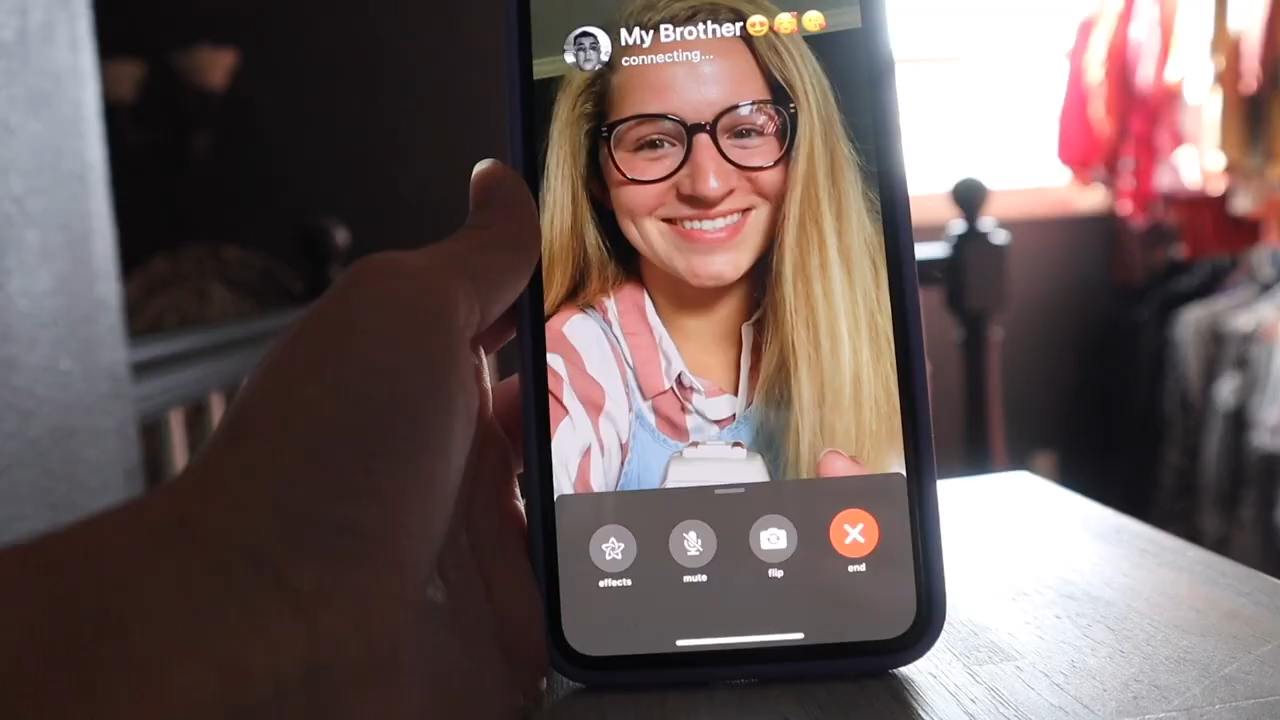 My Brother😍🥰😘
connecting...
effects
mute
flip
end